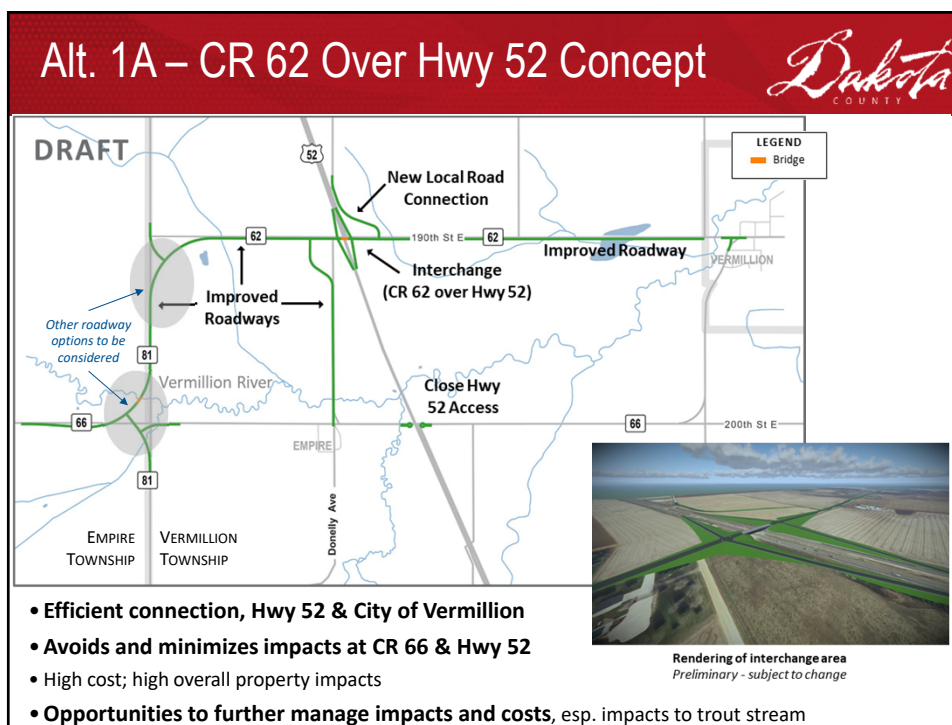 Alt. 1A – CR 62 Over Hwy 52 Concept
Dakota
COUNTY
DRAFT
LEGEND
Bridge
52
New Local Road
Connection
62
190th St E
62
Improved Roadway
VERMILLION
Interchange
(CR 62 over Hwy 52)
Improved
Roadways
Other roadway
options to be
considered
81
Vermillion River
Close Hwy
52 Access
66
66
200th St E
EMPIRE
81
Donelly Ave
EMPIRE
TOWNSHIP
VERMILLION
TOWNSHIP
• Efficient connection, Hwy 52 & City of Vermillion
• Avoids and minimizes impacts at CR 66 & Hwy 52
• High cost; high overall property impacts
• Opportunities to further manage impacts and costs, esp. impacts to trout stream
Rendering of interchange area
Preliminary - subject to change